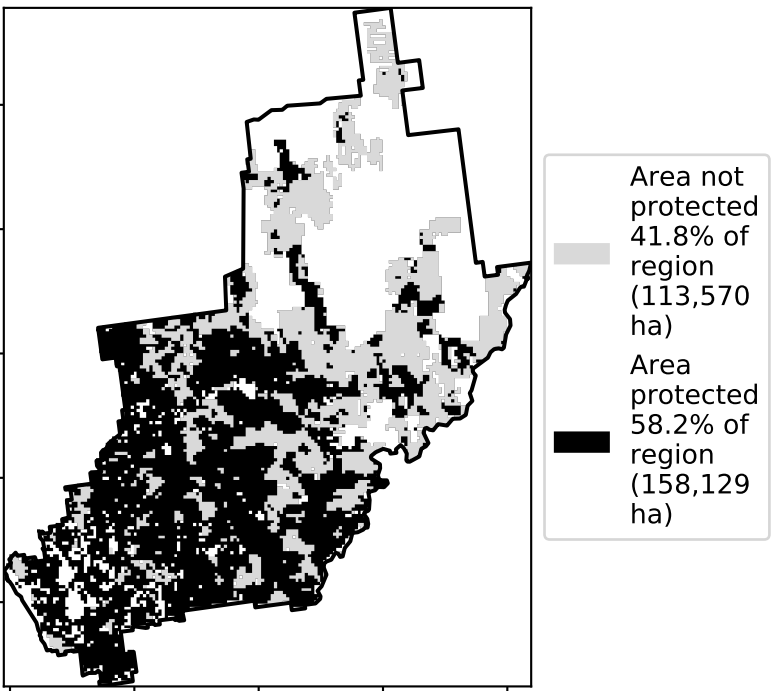 Area not
protected
41.8% of
region
(113,570
ha)
Area
protected
58.2% of
region
(158,129
ha)